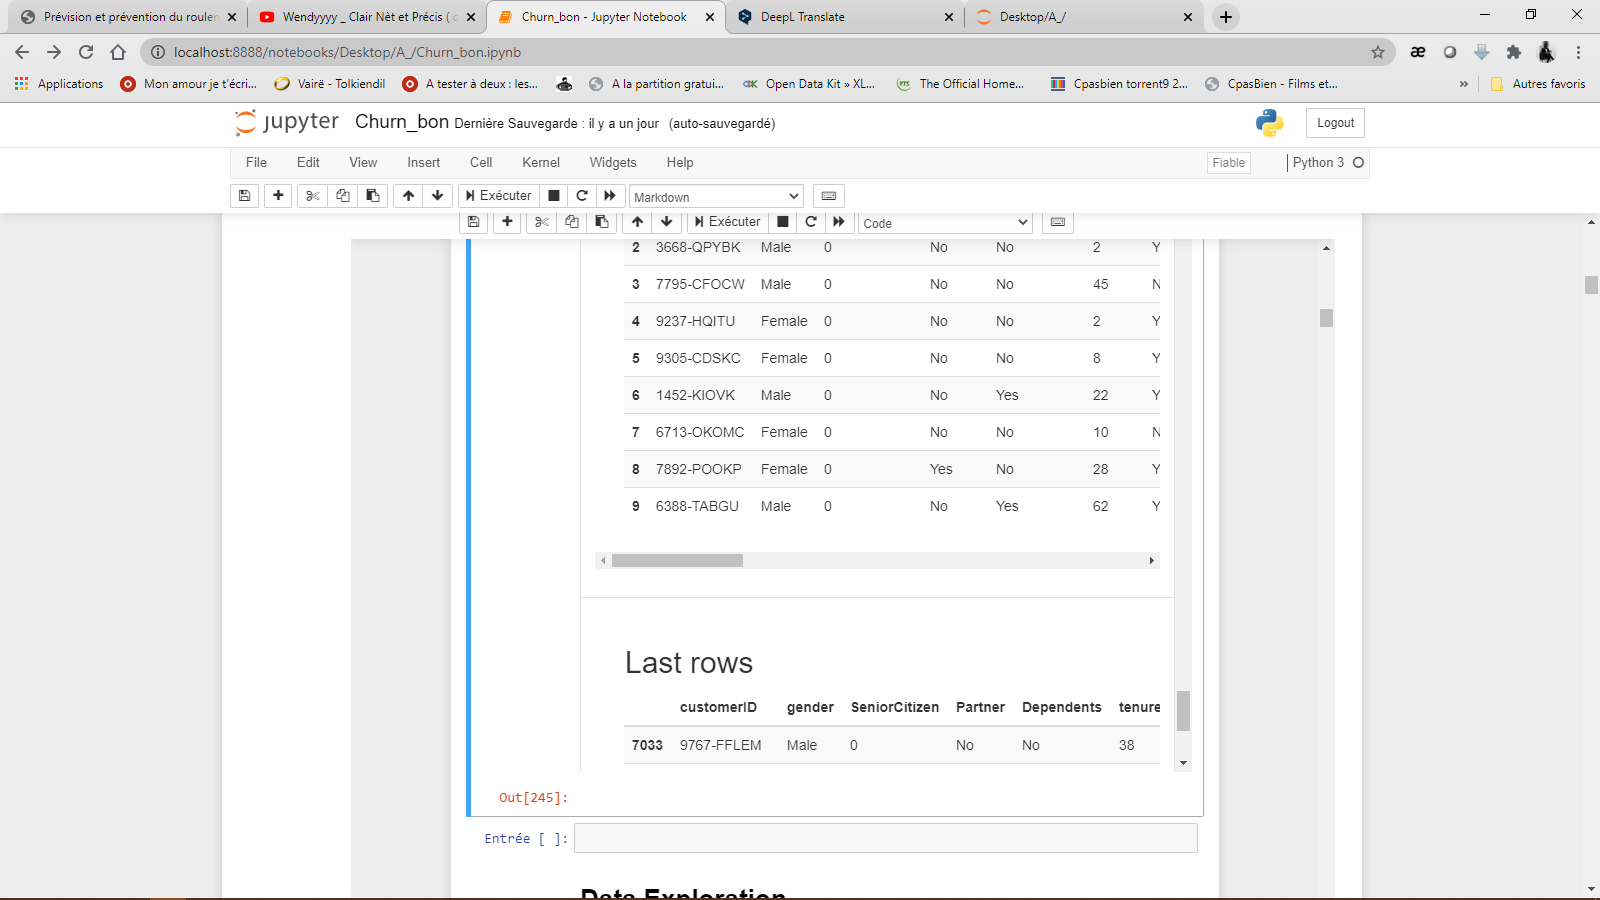 Prévision et prévention du rouler
Wendyyyy _ Clair Nèt et Précis ( c
Churn_bon - Jupyter Notebook
DeepL Translate
Desktop/A_/
localhost:8888/notebooks/Desktop/A_/Churn_bon.ipynb
Applications
Mon amour je t'écri...
Vairë - Tolkiendil
A tester à deux : les...
A la partition gratui...
Open Data Kit » XL...
The Official Home...
Cpasbien torrent9 2...
CpasBien - Films et...
»
Autres favoris
jupyter Churn_bon Dernière Sauvegarde : il y a un jour (auto-sauvegardé)
Logout
File Edit View Insert Cell Kernel Widgets Help
Fiable
Python 3
Exécuter
Markdown
Exécuter
Code
2 3668-QPYBK Male 0 No No 2 Y
3 7795-CFOCW Male 0 No No 45 N
4 9237-HQITU Female 0 No No 2 Y
5 9305-CDSKC Female 0 No No 8 Y
6 1452-KIOVK Male 0 No Yes 22 Y
7 6713-OKOMC Female 0 No No 10 N
8 7892-POOKP Female 0 Yes No 28 Y
9 6388-TABGU Male 0 No Yes 62 Y
Last rows
customerID gender SeniorCitizen Partner Dependents tenure
7033 9767-FFLEM Male 0 No No 38
Out[245]:
Entrée [ ]:
Data Exploration